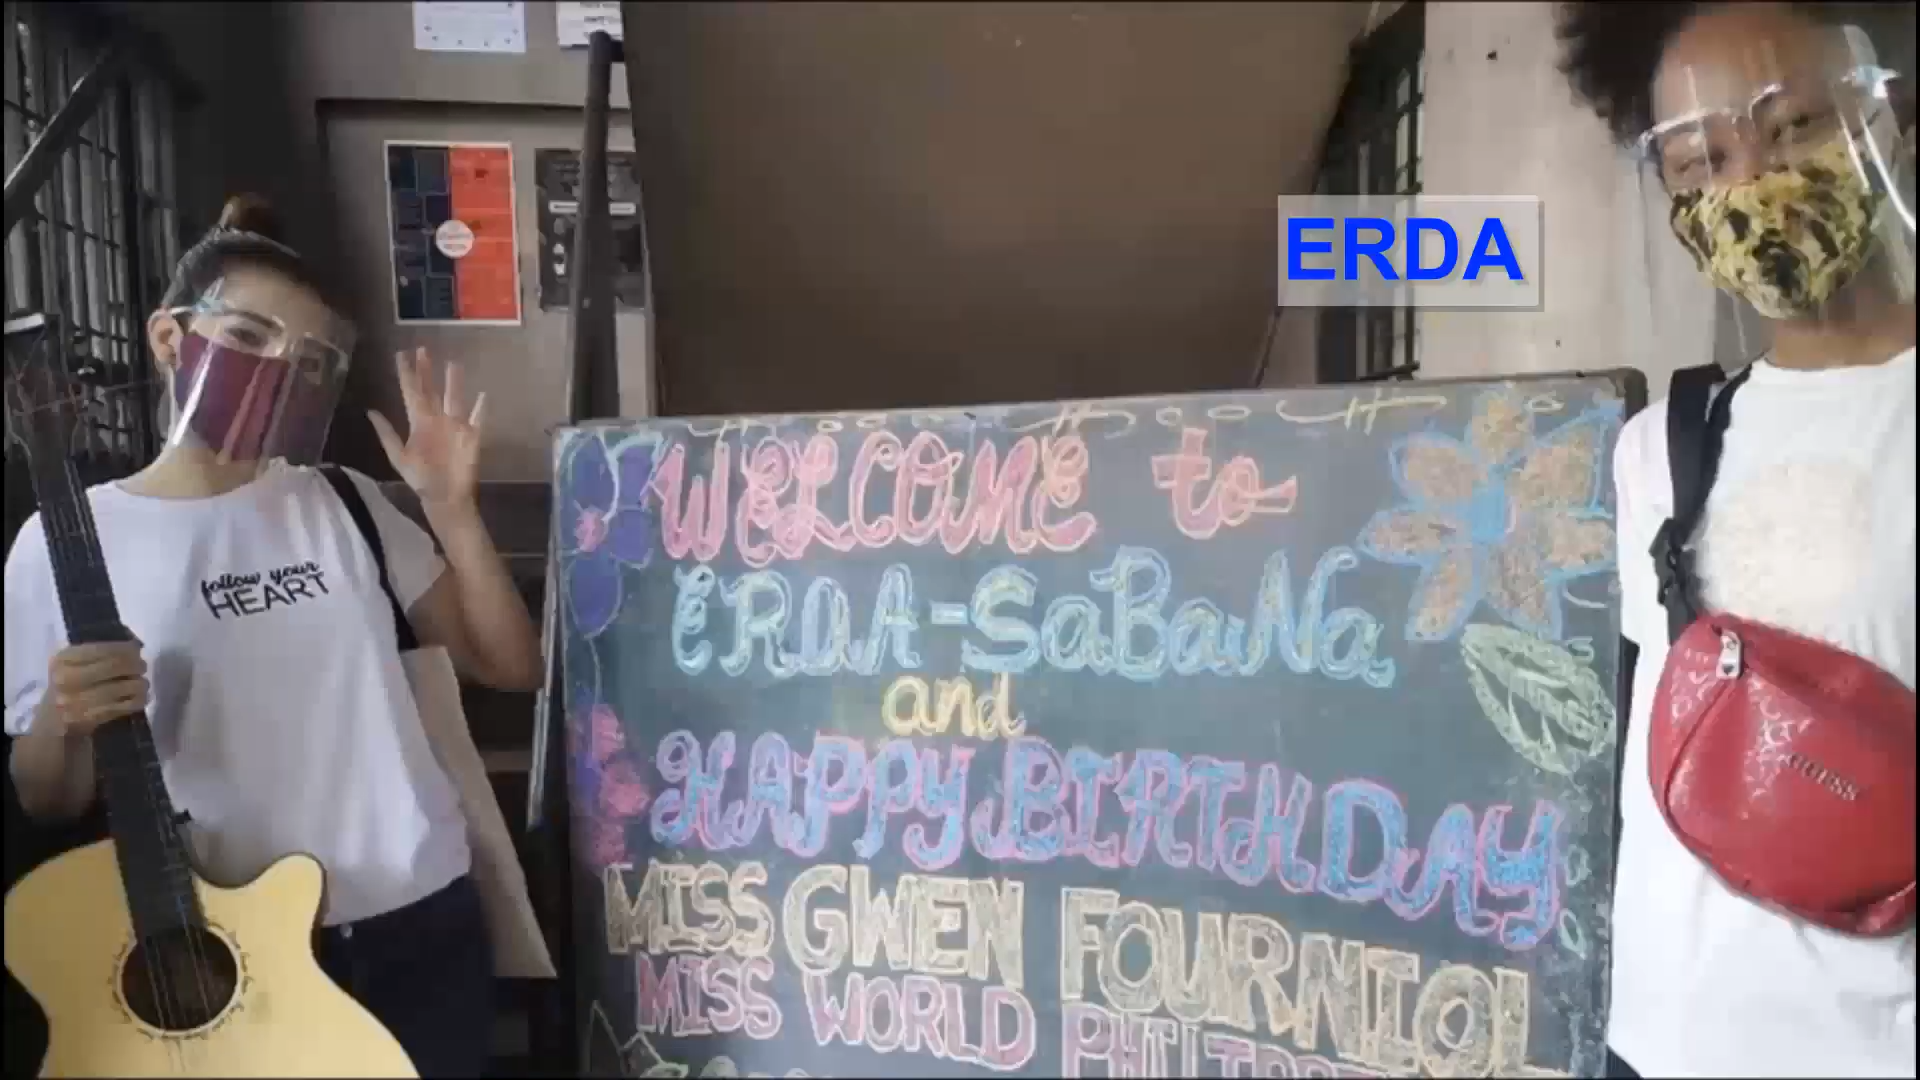 ERDA
follow your
HEART
WELCOME to
ERDA-SaBaNa
and
HAPPY BIRTHDAY
MISS GWEN FOURNIOL
MISS WORLD
GUESS